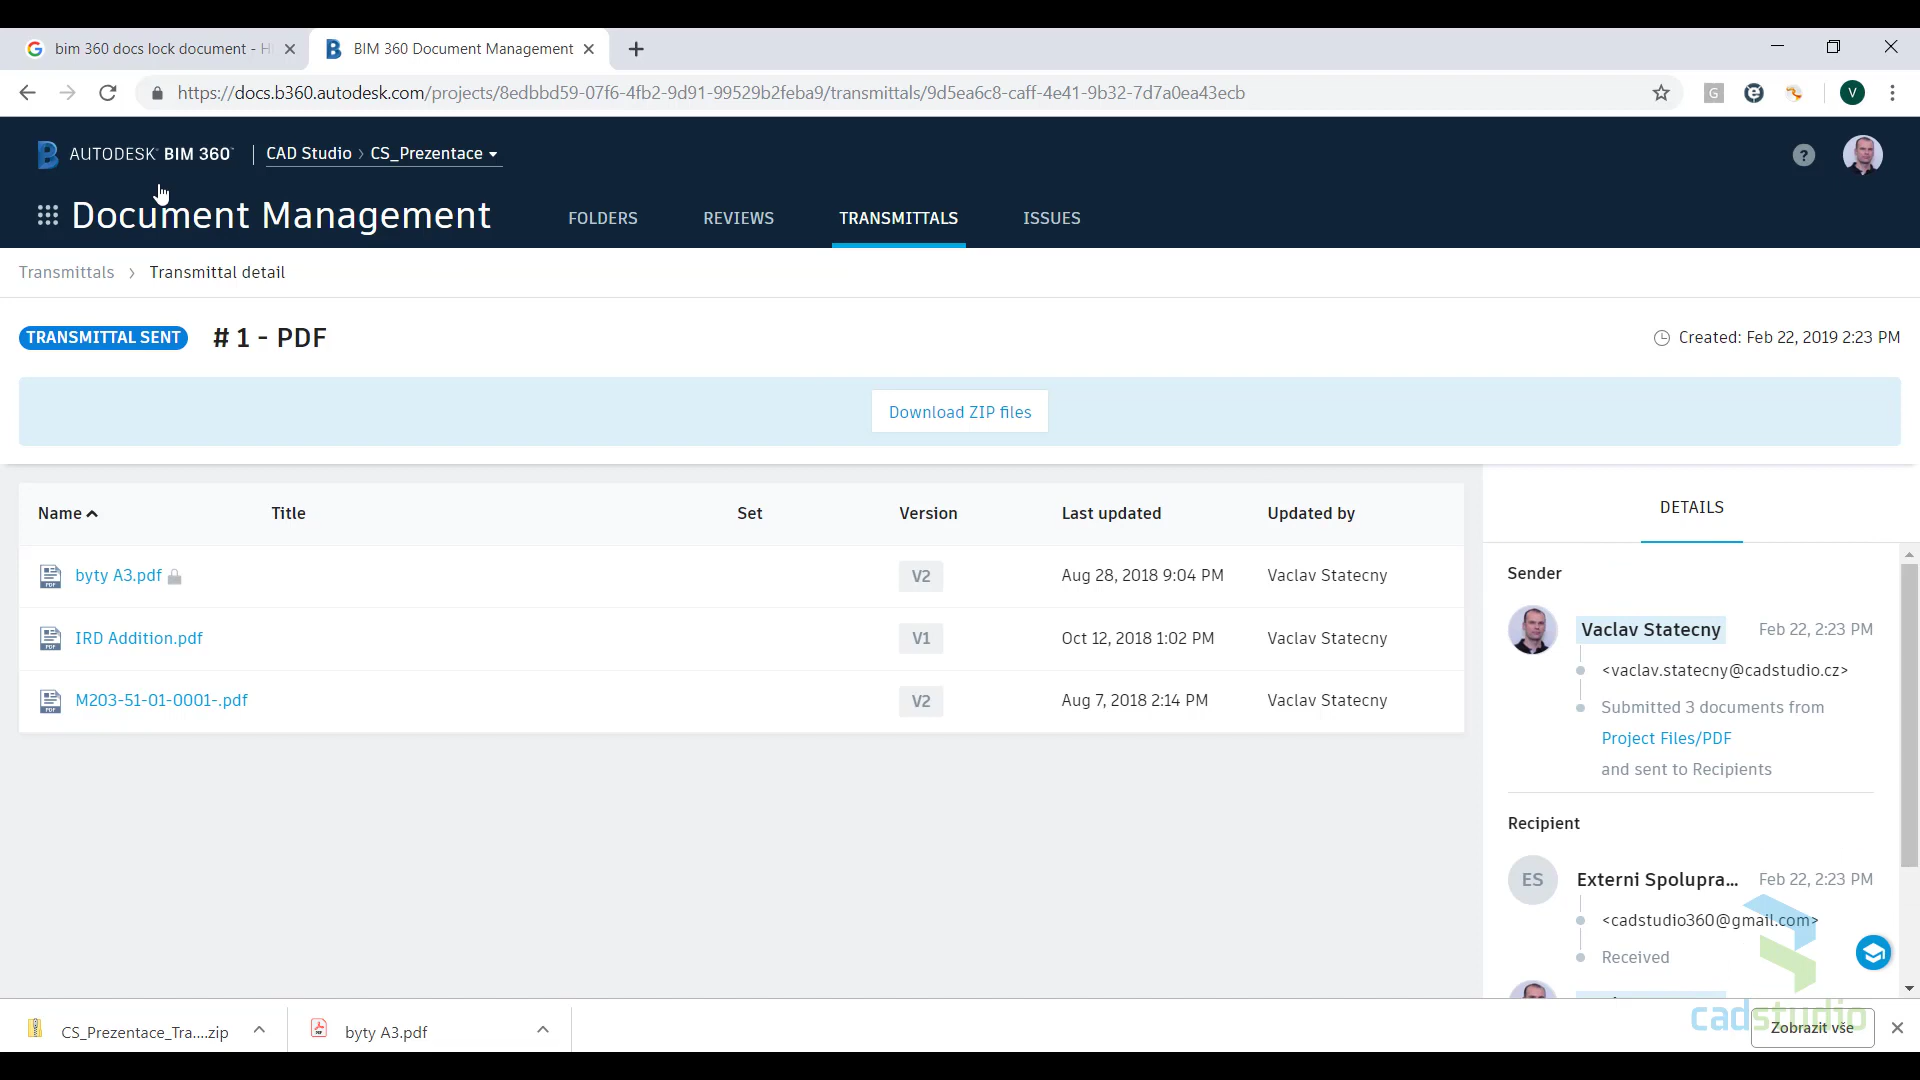 bim 360 docs lock document - H
BIM 360 Document Management
https://docs.b360.autodesk.com/projects/8edbbd59-07f6-4fb2-9d91-99529b2feba9/transmittals/9d5ea6c8-caff-4e41-9b32-7d7a0ea43ecb
G
V
AUTODESK® BIM 360™
CAD Studio › CS_Prezentace
?
Document Management
FOLDERS
REVIEWS
TRANSMITTALS
ISSUES
Transmittals › Transmittal detail
TRANSMITTAL SENT
# 1 - PDF
Created: Feb 22, 2019 2:23 PM
Download ZIP files
Name Title Set Version Last updated Updated by
byty A3.pdf V2 Aug 28, 2018 9:04 PM Vaclav Statecny
IRD Addition.pdf V1 Oct 12, 2018 1:02 PM Vaclav Statecny
M203-51-01-0001-.pdf V2 Aug 7, 2018 2:14 PM Vaclav Statecny
DETAILS
Sender
Vaclav Statecny Feb 22, 2:23 PM
<vaclav.statecny@cadstudio.cz>
Submitted 3 documents from
Project Files/PDF
and sent to Recipients
Recipient
ES
Externi Spolupra... Feb 22, 2:23 PM
<cadstudio360@gmail.com>
Received
CS_Prezentace_Tra....zip
byty A3.pdf
cadstudio
Zobrazit vše